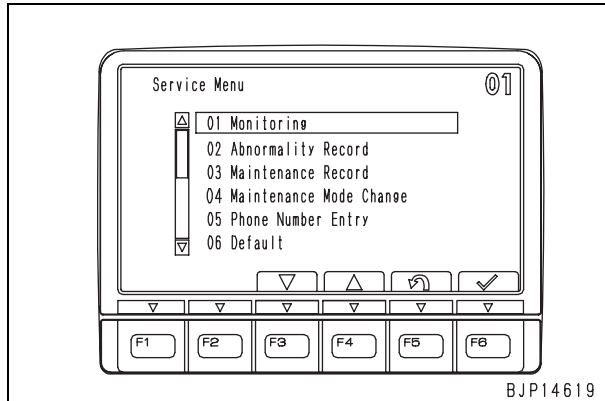 Service Menu 01
01 Monitoring
02 Abnormality Record
03 Maintenance Record
04 Maintenance Mode Change
05 Phone Number Entry
06 Default
F1 F2 F3 F4 F5 F6
BJP14619